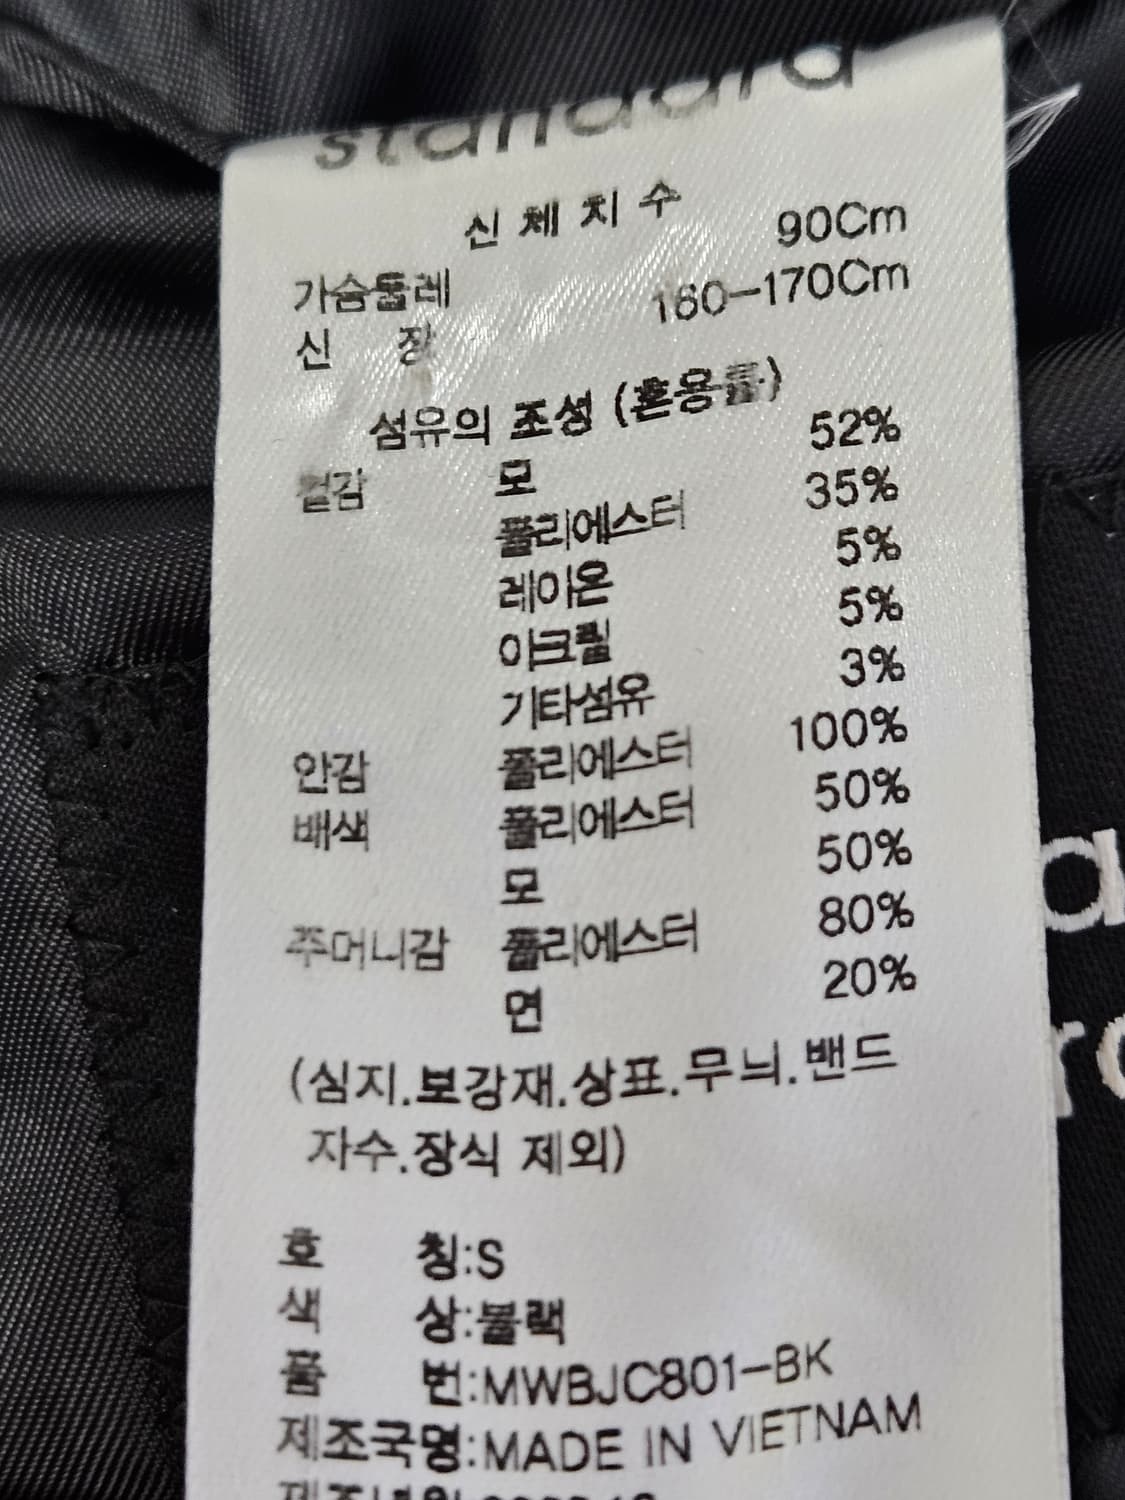 standard
신체치수
가슴둘레 90Cm
신 장 160-170Cm
섬유의 조성 (혼용률)
겉감 모 52%
폴리에스터 35%
레이온 5%
아크릴 5%
기타섬유 3%
안감 폴리에스터 100%
배색 폴리에스터 50%
모 50%
주머니감 폴리에스터 80%
면 20%
(심지.보강재.상표.무늬.밴드
자수.장식 제외)
호 칭:S
색 상:블랙
품 번:MWBJC801-BK
제조국명:MADE IN VIETNAM